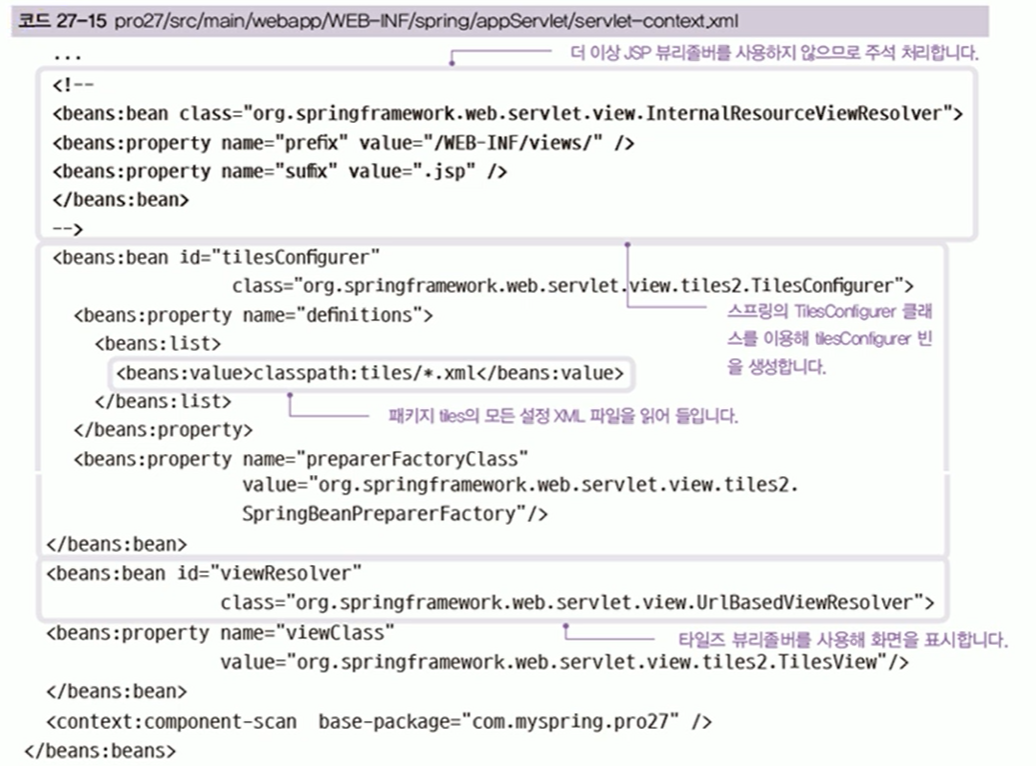 코드 27-15 pro27/src/main/webapp/WEB-INF/spring/appServlet/servlet-context.xml
...
더 이상 JSP 뷰리졸버를 사용하지 않으므로 주석 처리합니다.
<!--
<beans:bean class="org.springframework.web.servlet.view.InternalResourceViewResolver">
<beans:property name="prefix" value="/WEB-INF/views/" />
<beans:property name="suffix" value=".jsp" />
</beans:bean>
-->
<beans:bean id="tilesConfigurer"
class="org.springframework.web.servlet.view.tiles2.TilesConfigurer">
<beans:property name="definitions">
스프링의 TilesConfigurer 클래
<beans:list>
스를 이용해 tilesConfigurer 빈
을 생성합니다.
<beans:value>classpath:tiles/*.xml</beans:value>
</beans:list>
패키지 tiles의 모든 설정 XML 파일을 읽어 들입니다.
</beans:property>
<beans:property name="preparerFactoryClass"
value="org.springframework.web.servlet.view.tiles2.
SpringBeanPreparerFactory"/>
</beans:bean>
<beans:bean id="viewResolver"
class="org.springframework.web.servlet.view.UrlBasedViewResolver">
<beans:property name="viewClass"
타일즈 뷰리졸버를 사용해 화면을 표시합니다.
value="org.springframework.web.servlet.view.tiles2.TilesView"/>
</beans:bean>
<context:component-scan base-package="com.myspring.pro27" />
</beans:beans>